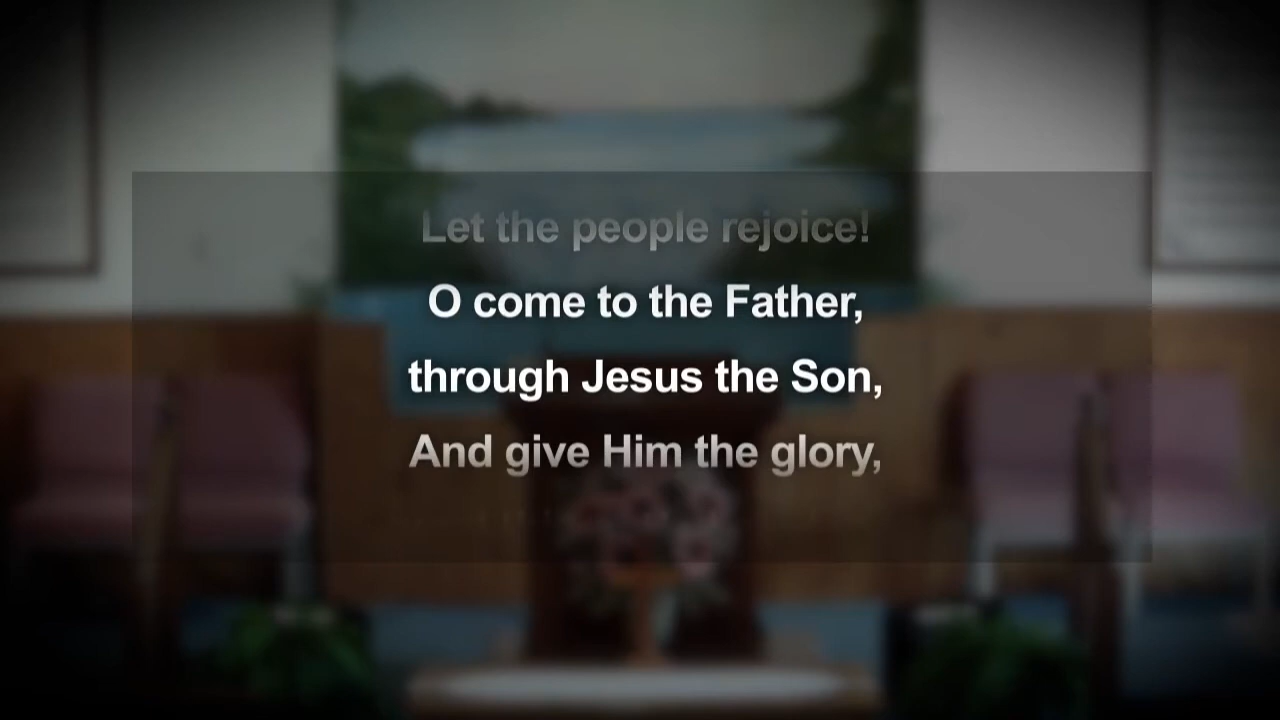 Let the people rejoice!
O come to the Father,
through Jesus the Son,
And give Him the glory,